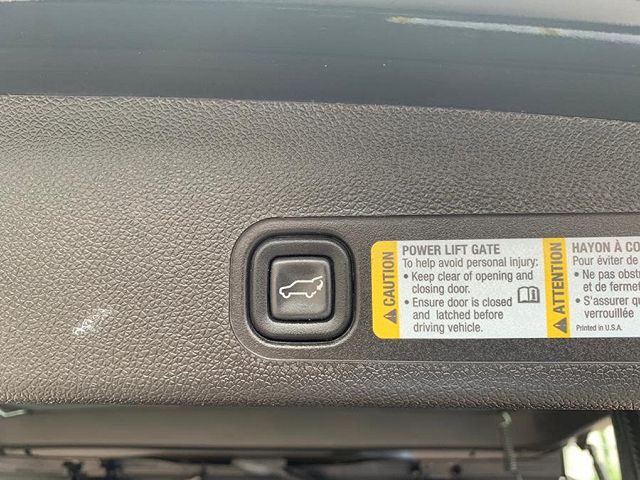 CAUTION
POWER LIFT GATE
To help avoid personal injury:
• Keep clear of opening and
closing door.
• Ensure door is closed
and latched before
driving vehicle.
ATTENTION
HAYON À CO
Pour éviter de
• Ne pas obst
et de fermet
• S'assurer q
verrouillée
Printed in U.S.A.